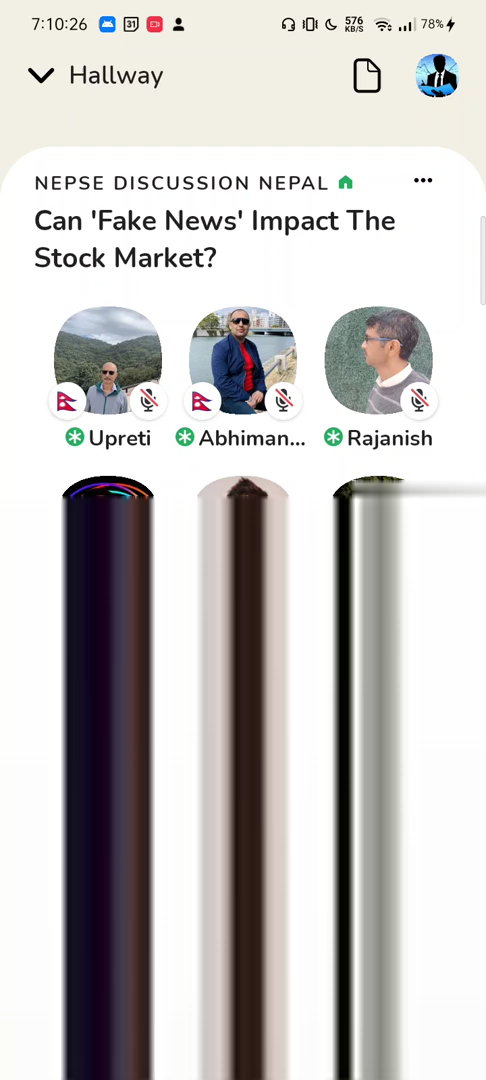 7:10:26 31 576 KB/S 78%
Hallway
NEPSE DISCUSSION NEPAL
Can 'Fake News' Impact The
Stock Market?
Upreti Abhiman... Rajanish